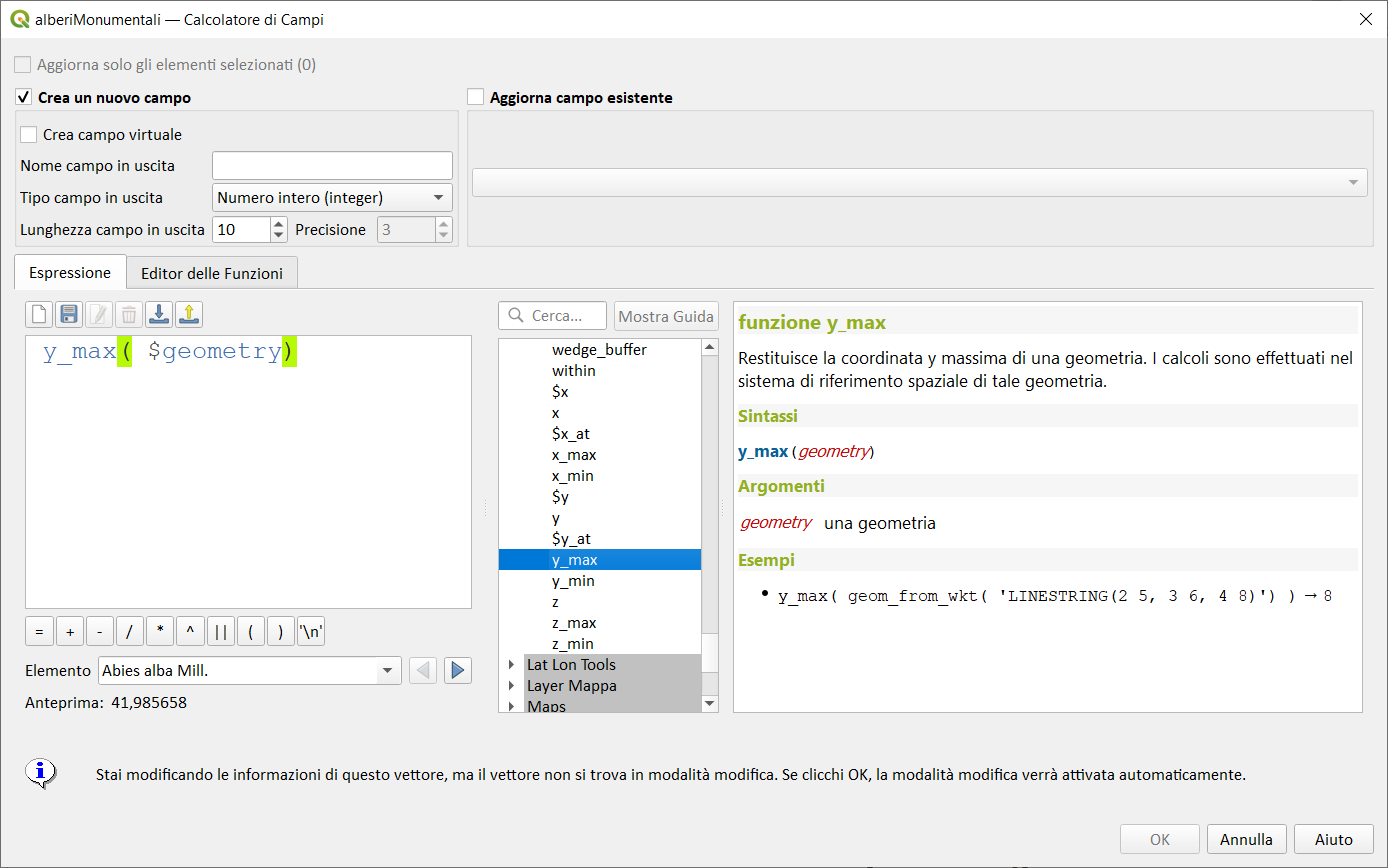 alberiMonumentali — Calcolatore di Campi
Aggiorna solo gli elementi selezionati (0)
Crea un nuovo campo
Aggiorna campo esistente
Crea campo virtuale
Nome campo in uscita
Tipo campo in uscita Numero intero (integer)
Lunghezza campo in uscita 10 Precisione 3
Espressione Editor delle Funzioni
Cerca... Mostra Guida
y_max( $geometry)
wedge_buffer
within
$x
x
$x_at
x_max
x_min
$y
y
$y_at
y_max
y_min
z
z_max
z_min
Lat Lon Tools
Layer Mappa
Maps
funzione y_max
Restituisce la coordinata y massima di una geometria. I calcoli sono effettuati nel
sistema di riferimento spaziale di tale geometria.
Sintassi
y_max(geometry)
Argomenti
geometry una geometria
Esempi
• y_max( geom_from_wkt( 'LINESTRING(2 5, 3 6, 4 8)') ) → 8
= + - / * ^ || ( ) '\n'
Elemento Abies alba Mill.
Anteprima: 41,985658
Stai modificando le informazioni di questo vettore, ma il vettore non si trova in modalità modifica. Se clicchi OK, la modalità modifica verrà attivata automaticamente.
OK Annulla Aiuto